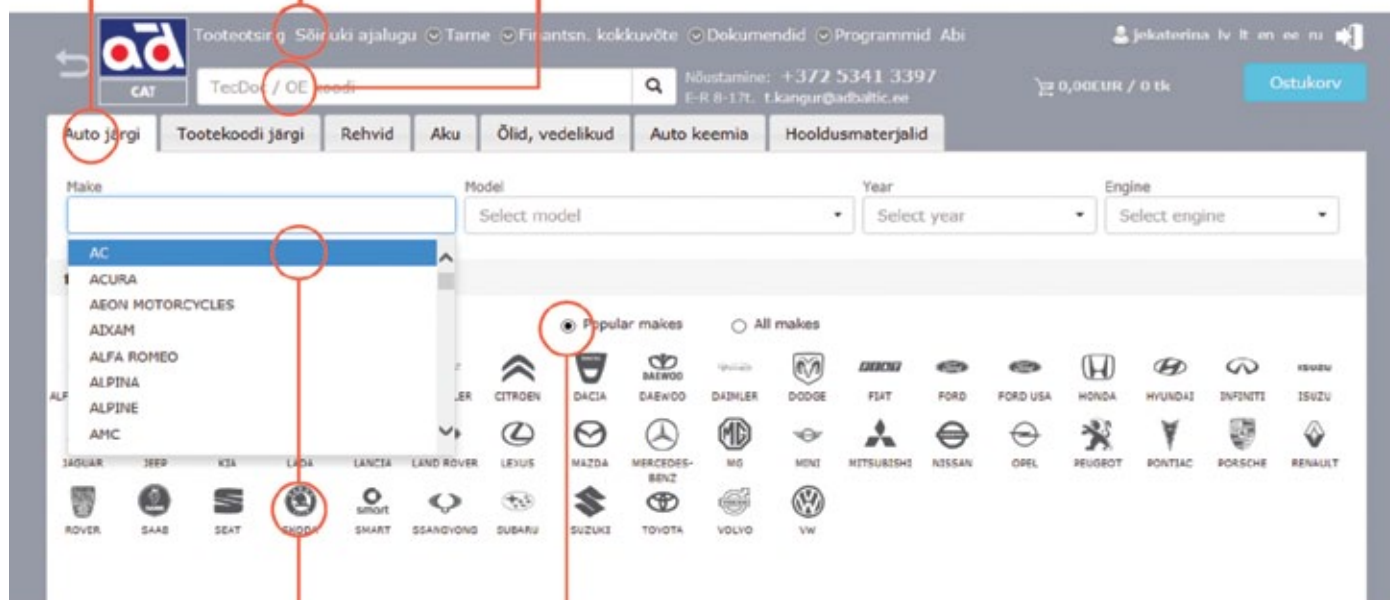 Tooteotsing Sõiduki ajalugu Tarne Finantsn. kokkuvõte Dokumendid Programmid Abi
jekaterina lv lt en ee ru
ad
CAT
TecDoc / OE koodi
Nõustamine: +372 5341 3397
E-R 8-17t. t.kangur@adbaltic.ee
0,00EUR / 0 tk
Ostukorv
Auto järgi Tootekoodi järgi Rehvid Aku Õlid, vedelikud Auto keemia Hooldusmaterjalid
Make Model Year Engine
Select model Select year Select engine
AC
ACURA
AEON MOTORCYCLES
AIXAM
ALFA ROMEO
ALPINA
ALPINE
AMC
Popular makes All makes
DAEWOO
ISUZU
CITROEN DACIA DAEWOO DAIMLER DODGE FIAT FORD FORD USA HONDA HYUNDAI INFINITI ISUZU
JAGUAR JEEP KIA LADA LANCIA LAND ROVER LEXUS MAZDA MERCEDES-BENZ MG MINI MITSUBISHI NISSAN OPEL PEUGEOT PONTIAC PORSCHE RENAULT
smart
ROVER SAAB SEAT SKODA SMART SSANGYONG SUBARU SUZUKI TOYOTA VOLVO VW